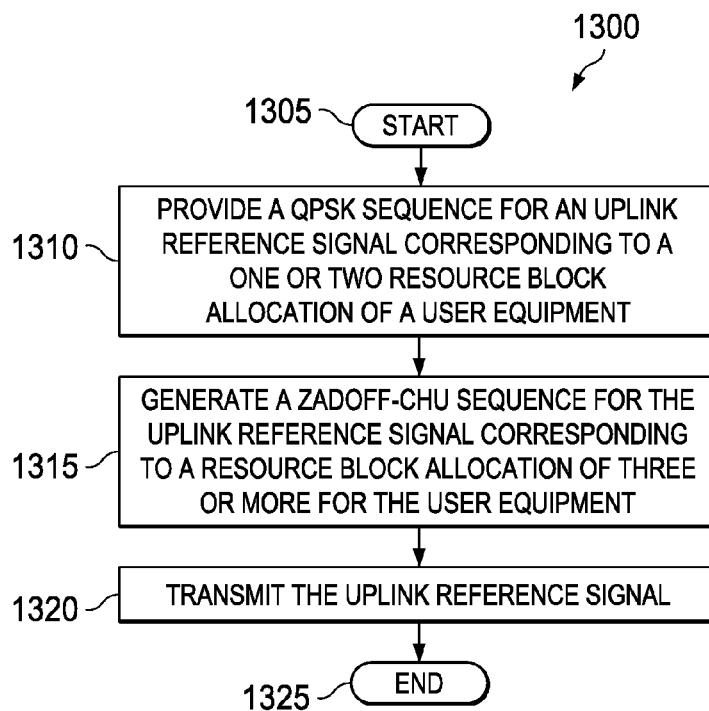 1300
1305
START
1310
PROVIDE A QPSK SEQUENCE FOR AN UPLINK
REFERENCE SIGNAL CORRESPONDING TO A
ONE OR TWO RESOURCE BLOCK
ALLOCATION OF A USER EQUIPMENT
1315
GENERATE A ZADOFF-CHU SEQUENCE FOR THE
UPLINK REFERENCE SIGNAL CORRESPONDING
TO A RESOURCE BLOCK ALLOCATION OF THREE
OR MORE FOR THE USER EQUIPMENT
1320
TRANSMIT THE UPLINK REFERENCE SIGNAL
1325
END